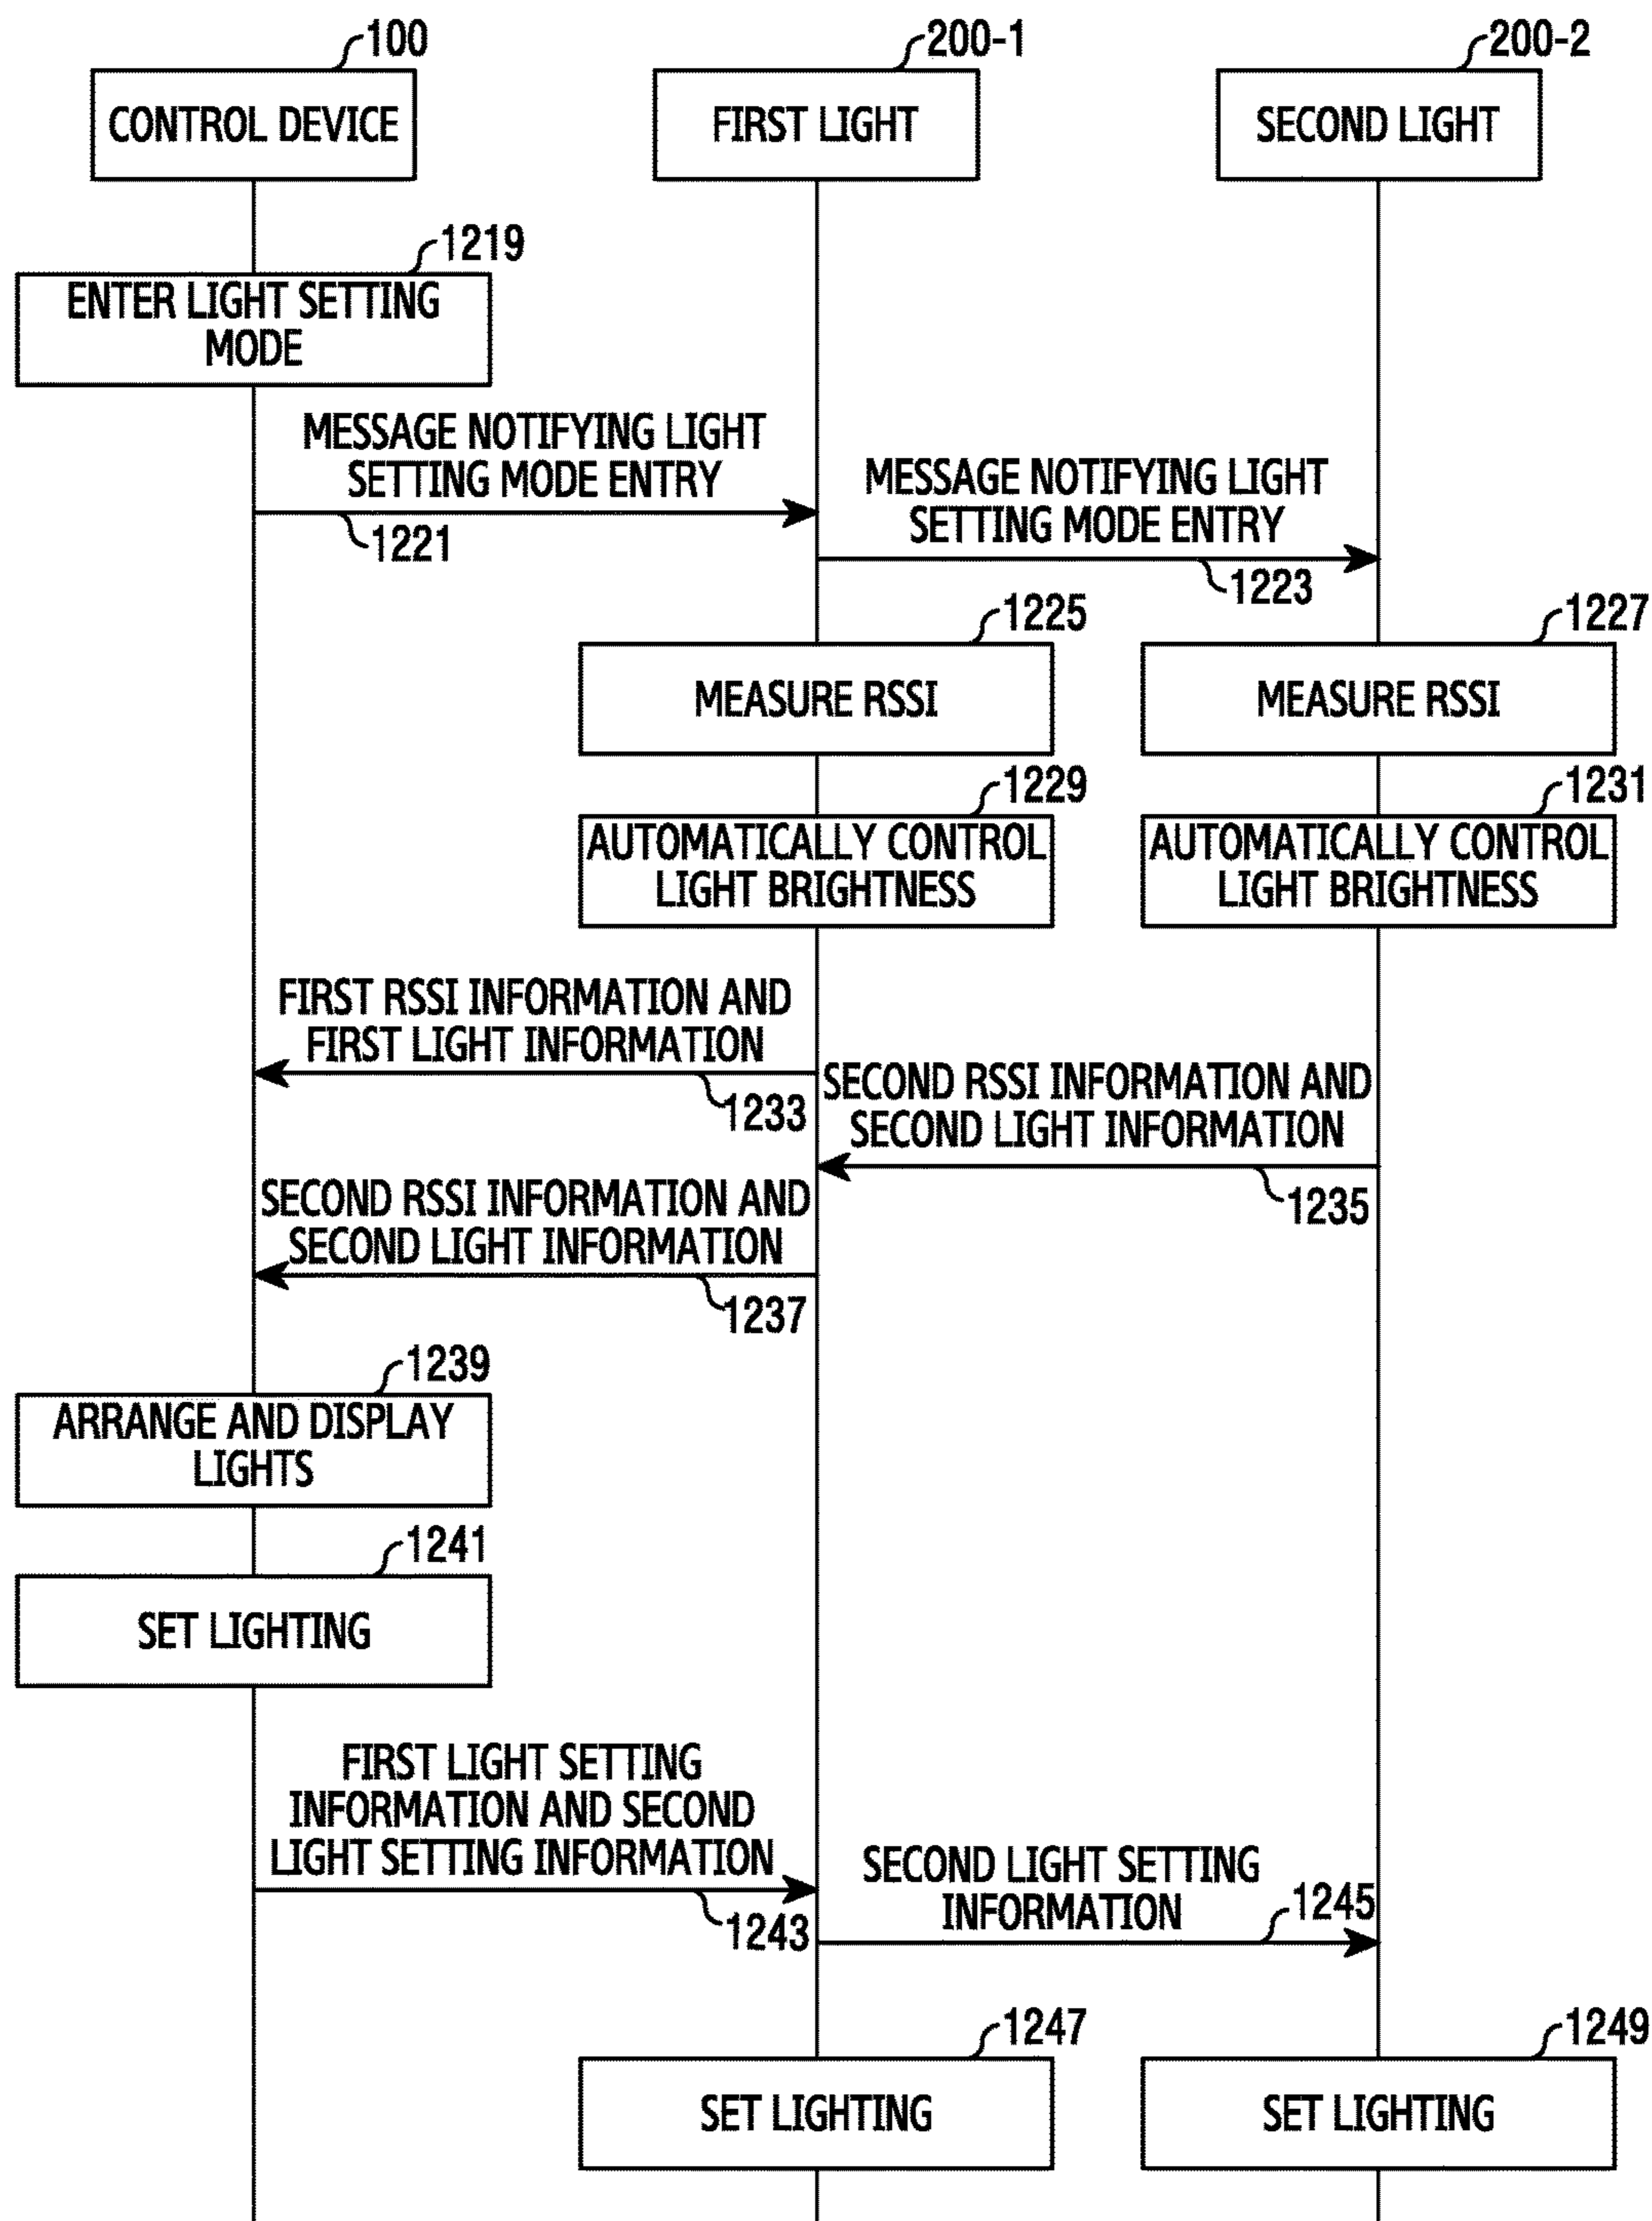 100
200-1
200-2
CONTROL DEVICE
FIRST LIGHT
SECOND LIGHT
1219
ENTER LIGHT SETTING
MODE
MESSAGE NOTIFYING LIGHT
SETTING MODE ENTRY
1221
MESSAGE NOTIFYING LIGHT
SETTING MODE ENTRY
1223
1225
MEASURE RSSI
1227
MEASURE RSSI
1229
AUTOMATICALLY CONTROL
LIGHT BRIGHTNESS
1231
AUTOMATICALLY CONTROL
LIGHT BRIGHTNESS
FIRST RSSI INFORMATION AND
FIRST LIGHT INFORMATION
1233
SECOND RSSI INFORMATION AND
SECOND LIGHT INFORMATION
1235
SECOND RSSI INFORMATION AND
SECOND LIGHT INFORMATION
1237
1239
ARRANGE AND DISPLAY
LIGHTS
1241
SET LIGHTING
FIRST LIGHT SETTING
INFORMATION AND SECOND
LIGHT SETTING INFORMATION
1243
SECOND LIGHT SETTING
INFORMATION
1245
1247
SET LIGHTING
1249
SET LIGHTING